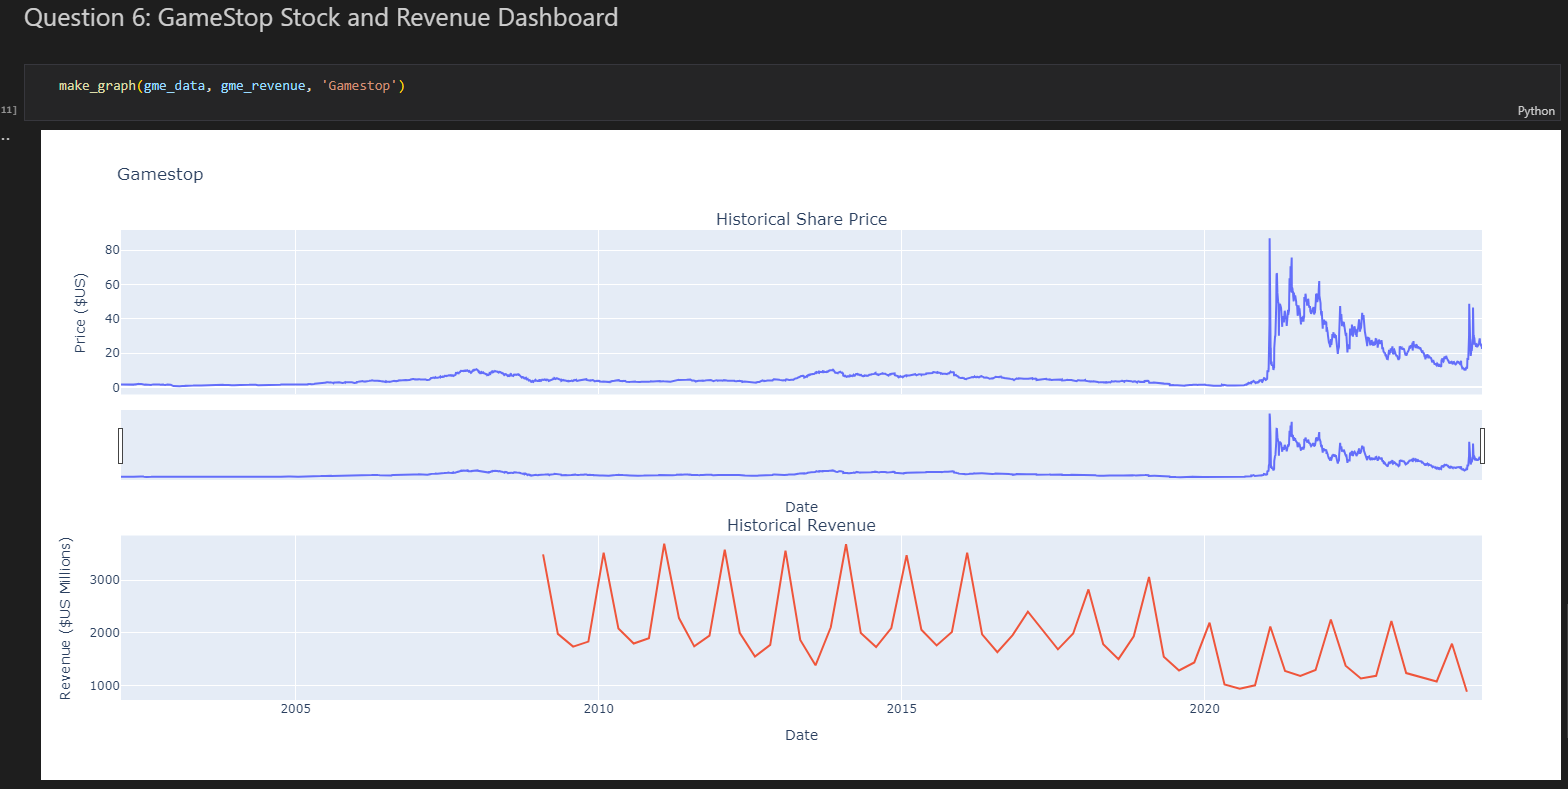 Question 6: GameStop Stock and Revenue Dashboard
make_graph(gme_data, gme_revenue, 'Gamestop')
11]
Python
..
Gamestop
Historical Share Price
Price ($US)
80
60
40
20
0
Date
Historical Revenue
Revenue ($US Millions)
3000
2000
1000
2005 2010 2015 2020
Date